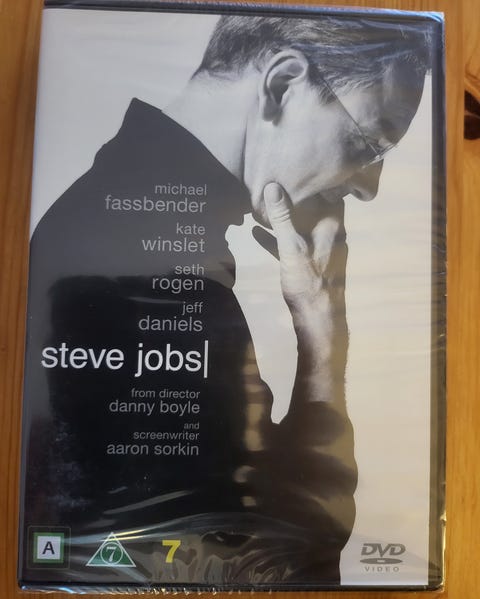 michael
fassbender
kate
winslet
seth
rogen
jeff
daniels
steve jobs|
from director
danny boyle
and
screenwriter
aaron sorkin
A
7
7
DVD
VIDEO